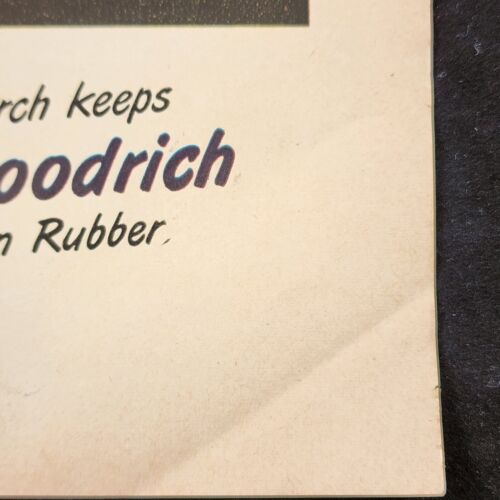 rch keeps
oodrich
n Rubber.